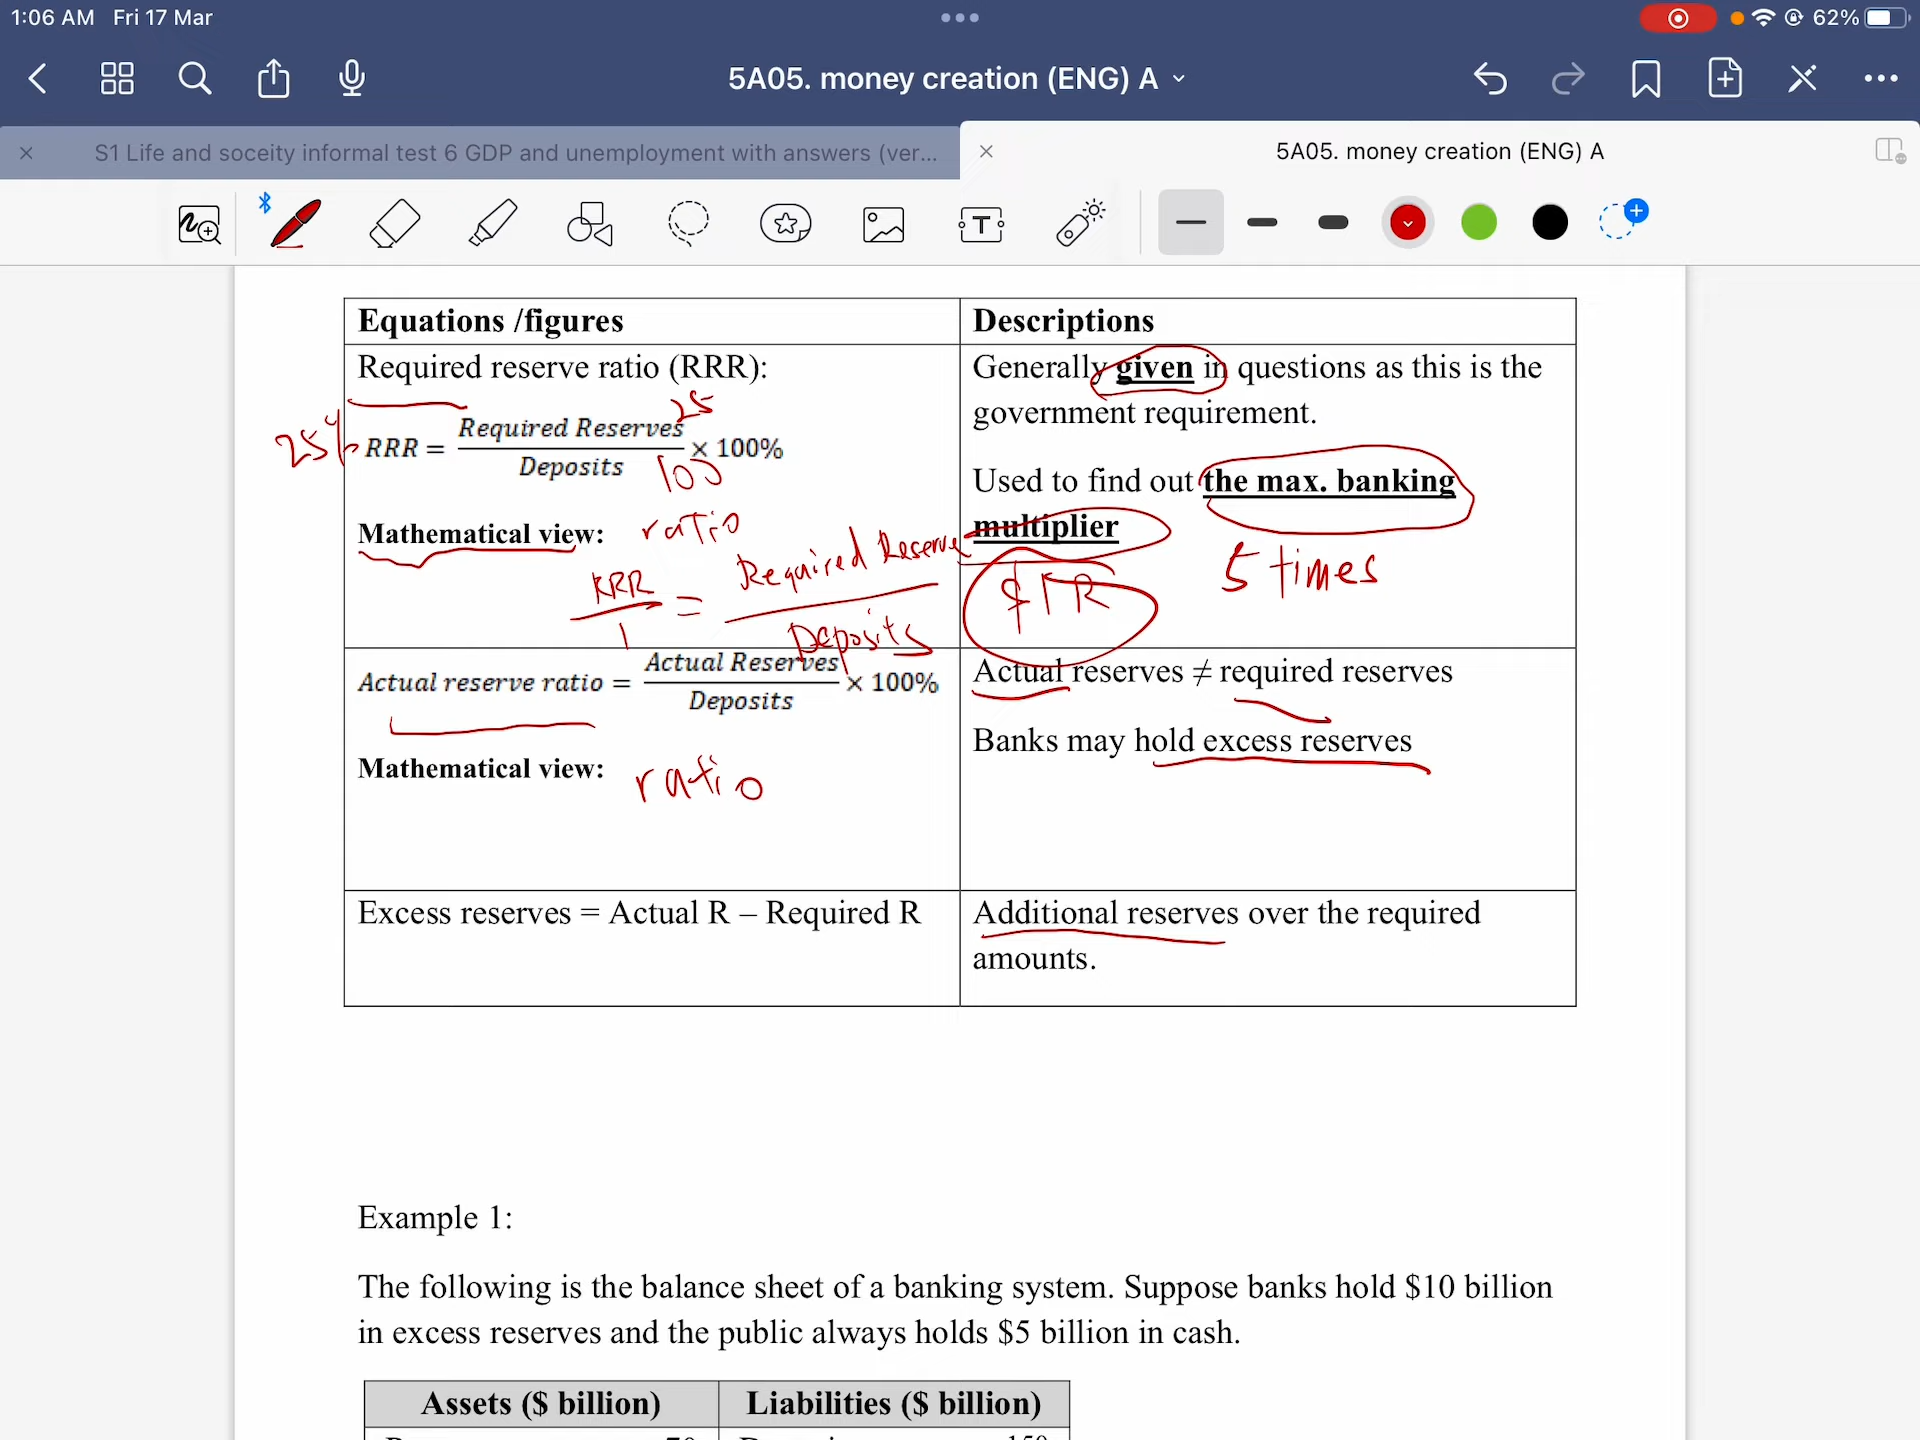 1:06 AM Fri 17 Mar
62%
5A05. money creation (ENG) A
S1 Life and soceity informal test 6 GDP and unemployment with answers (ver...
5A05. money creation (ENG) A
Equations /figures
Descriptions
Required reserve ratio (RRR):
25
25%
RRR = Required Reserves / Deposits × 100%
100
Mathematical view: ratio
RRR / 1 = Required Reserve / Deposits
Generally given in questions as this is the
government requirement.
Used to find out the max. banking
multiplier
$1 R
5 times
Actual reserve ratio = Actual Reserves / Deposits × 100%
Mathematical view: ratio
Actual reserves ≠ required reserves
Banks may hold excess reserves
Excess reserves = Actual R – Required R
Additional reserves over the required
amounts.
Example 1:
The following is the balance sheet of a banking system. Suppose banks hold $10 billion
in excess reserves and the public always holds $5 billion in cash.
Assets ($ billion)
Liabilities ($ billion)